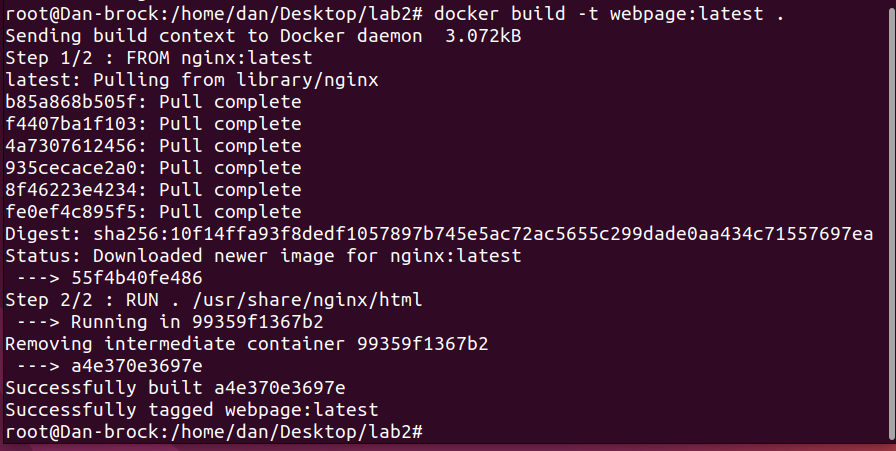 root@Dan-brock:/home/dan/Desktop/lab2# docker build -t webpage:latest .
Sending build context to Docker daemon  3.072kB
Step 1/2 : FROM nginx:latest
latest: Pulling from library/nginx
b85a868b505f: Pull complete
f4407ba1f103: Pull complete
4a7307612456: Pull complete
935cecace2a0: Pull complete
8f46223e4234: Pull complete
fe0ef4c895f5: Pull complete
Digest: sha256:10f14ffa93f8dedf1057897b745e5ac72ac5655c299dade0aa434c71557697ea
Status: Downloaded newer image for nginx:latest
 ---> 55f4b40fe486
Step 2/2 : RUN . /usr/share/nginx/html
 ---> Running in 99359f1367b2
Removing intermediate container 99359f1367b2
 ---> a4e370e3697e
Successfully built a4e370e3697e
Successfully tagged webpage:latest
root@Dan-brock:/home/dan/Desktop/lab2#